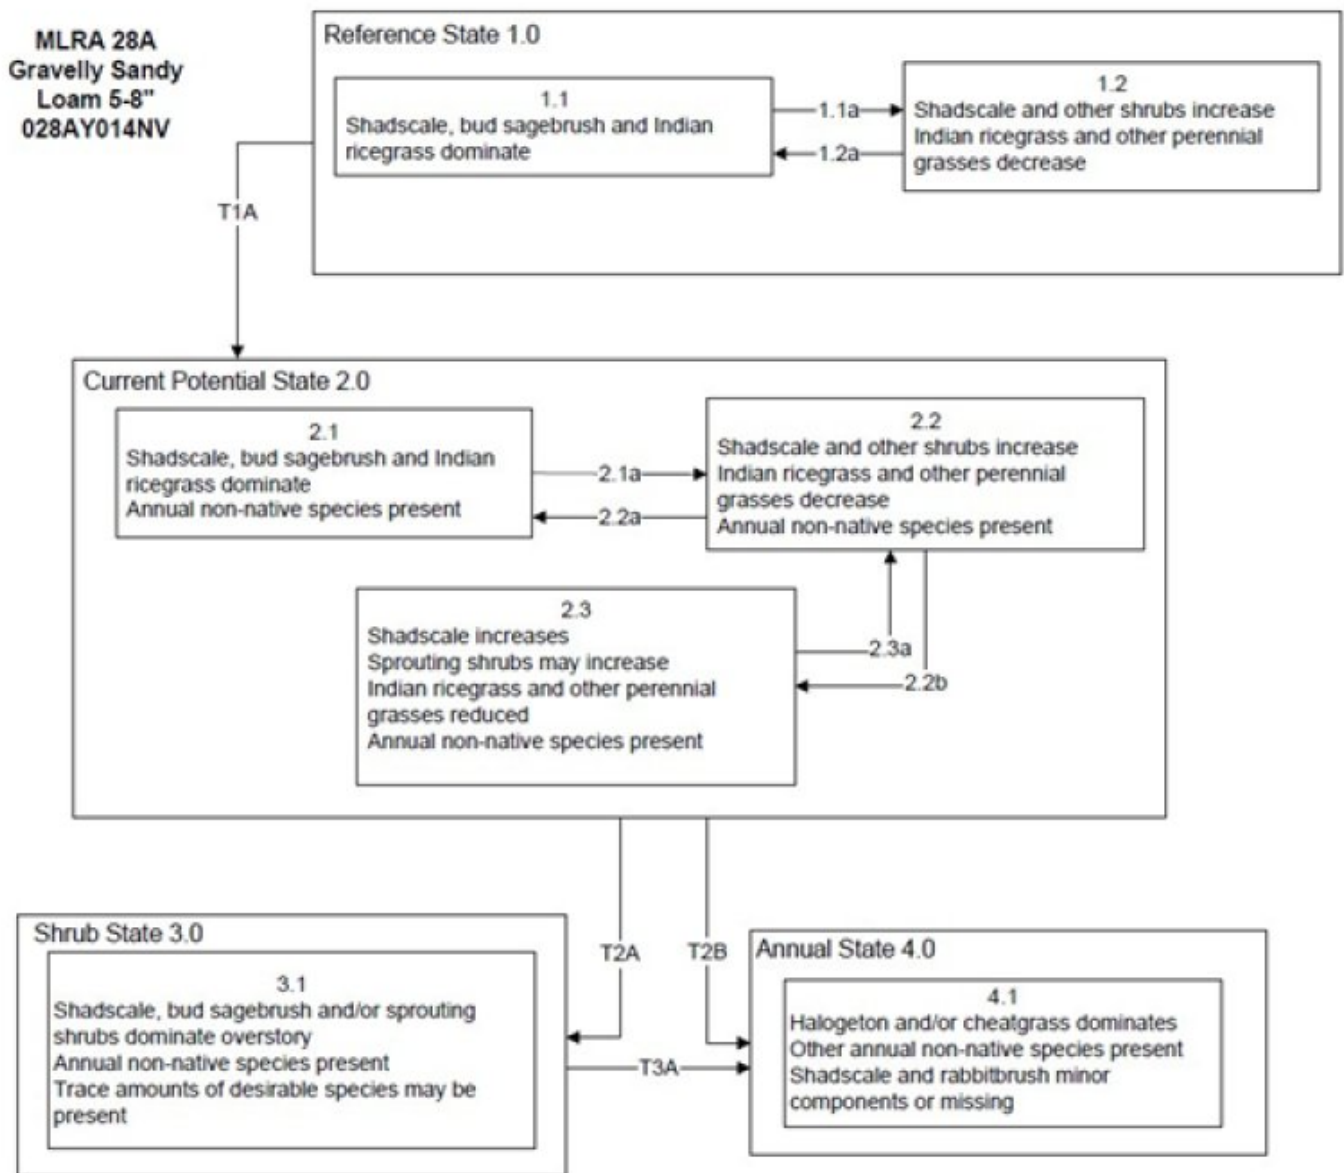 MLRA 28A
Gravelly Sandy
Loam 5-8"
028AY014NV
Reference State 1.0
1.1
Shadscale, bud sagebrush and Indian
ricegrass dominate
1.1a
1.2a
1.2
Shadscale and other shrubs increase
Indian ricegrass and other perennial
grasses decrease
T1A
Current Potential State 2.0
2.1
Shadscale, bud sagebrush and Indian
ricegrass dominate
Annual non-native species present
2.1a
2.2a
2.2
Shadscale and other shrubs increase
Indian ricegrass and other perennial
grasses decrease
Annual non-native species present
2.3
Shadscale increases
Sprouting shrubs may increase
Indian ricegrass and other perennial
grasses reduced
Annual non-native species present
2.3a
2.2b
T2A
T2B
Shrub State 3.0
3.1
Shadscale, bud sagebrush and/or sprouting
shrubs dominate overstory
Annual non-native species present
Trace amounts of desirable species may be
present
T3A
Annual State 4.0
4.1
Halogeton and/or cheatgrass dominates
Other annual non-native species present
Shadscale and rabbitbrush minor
components or missing